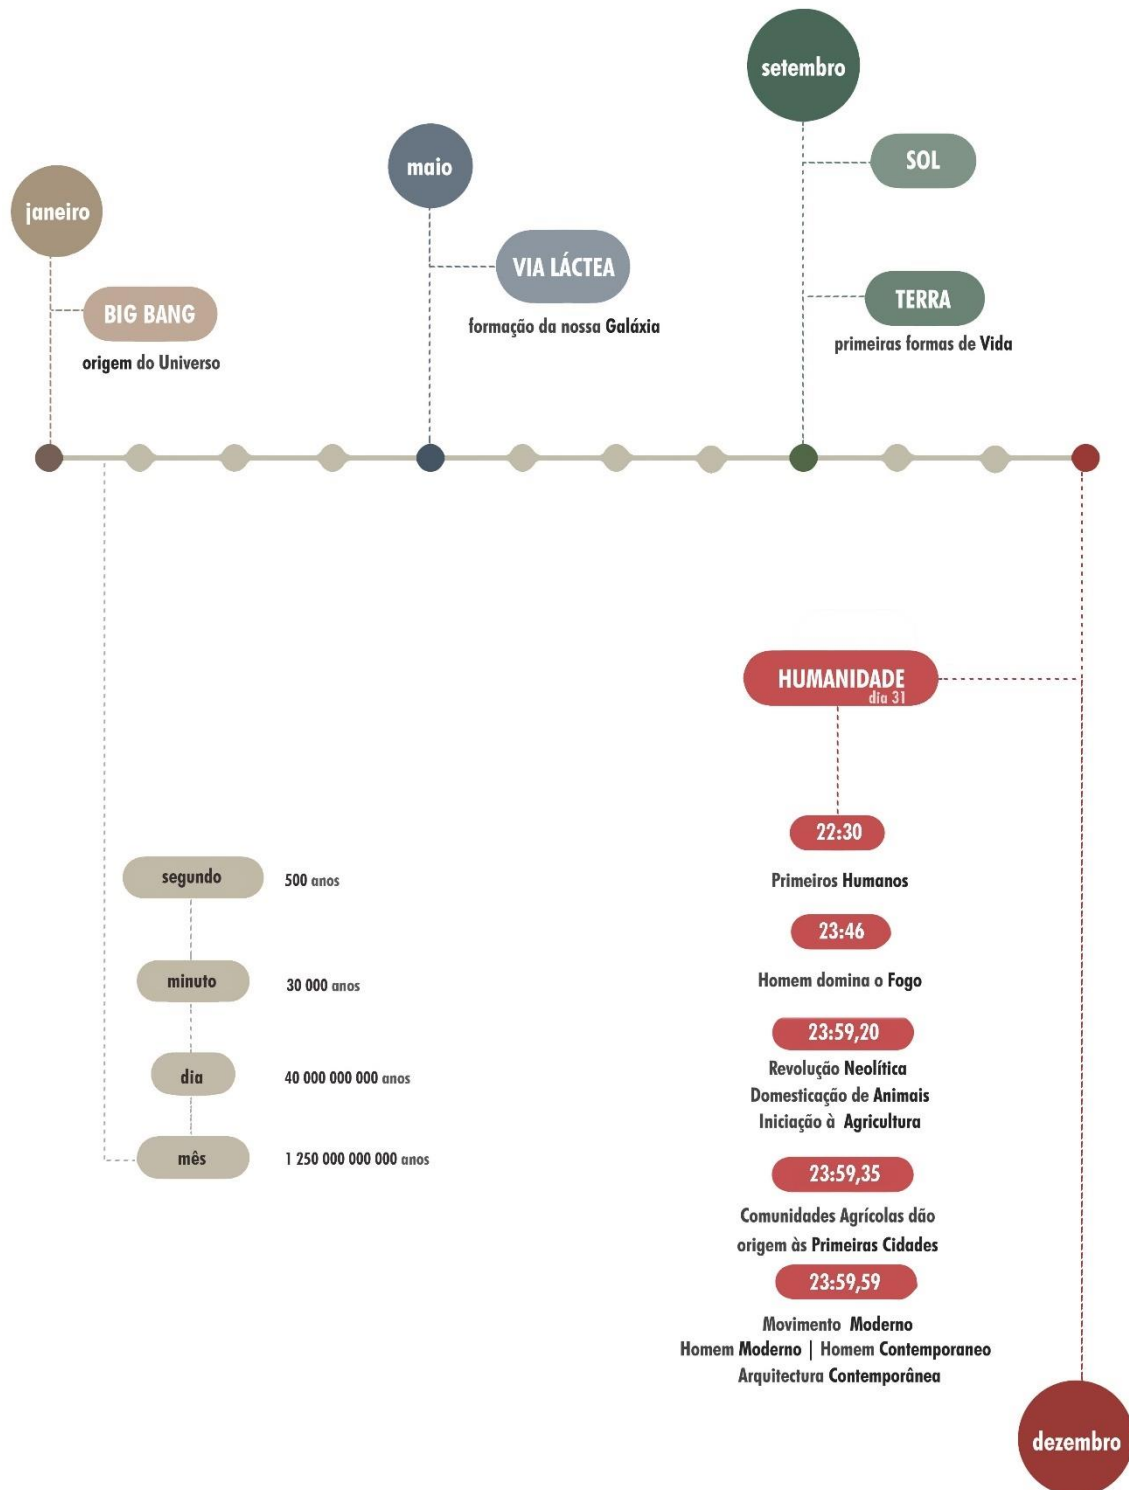 janeiro
BIG BANG
origem do Universo
maio
VIA LÁCTEA
formação da nossa Galáxia
setembro
SOL
TERRA
primeiras formas de Vida
segundo 500 anos
minuto 30 000 anos
dia 40 000 000 000 anos
mês 1 250 000 000 000 anos
HUMANIDADE
dia 31
22:30
Primeiros Humanos
23:46
Homem domina o Fogo
23:59,20
Revolução Neolítica
Domesticação de Animais
Iniciação à Agricultura
23:59,35
Comunidades Agrícolas dão
origem às Primeiras Cidades
23:59,59
Movimento Moderno
Homem Moderno | Homem Contemporaneo
Arquitectura Contemporânea
dezembro